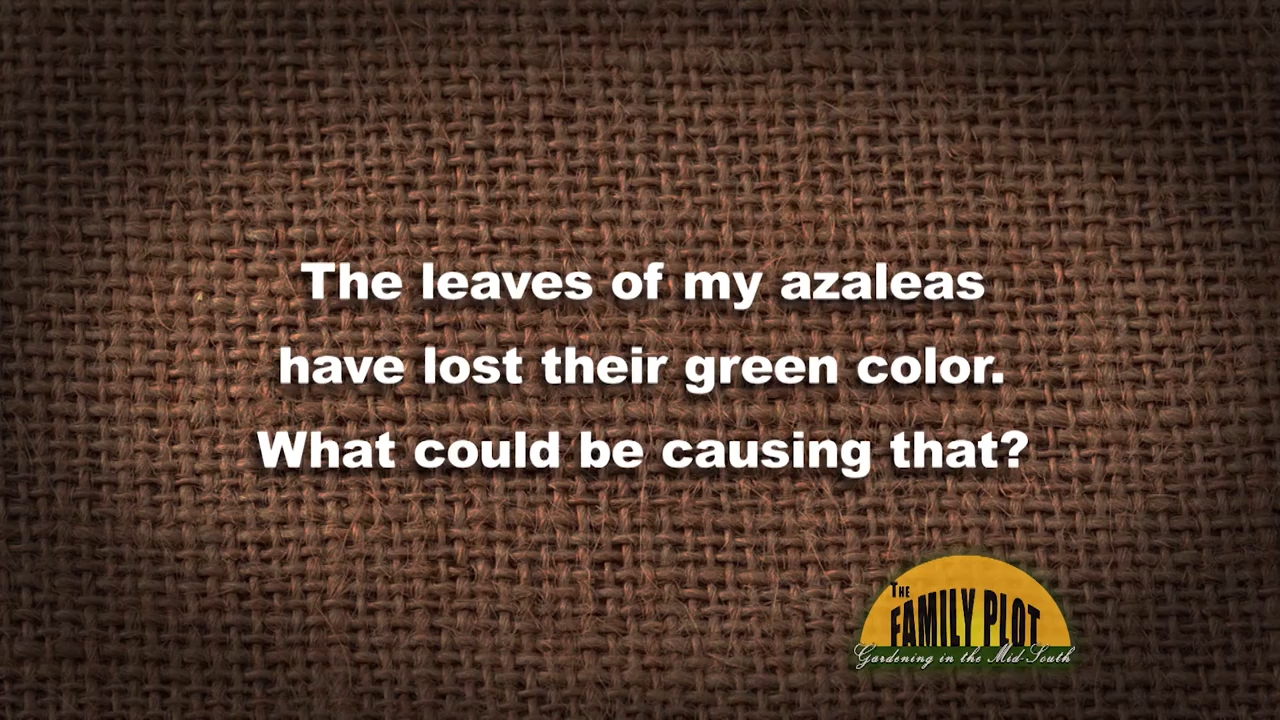 The leaves of my azaleas
have lost their green color.
What could be causing that?
THE
FAMILY PLOT
Gardening in the Mid-South